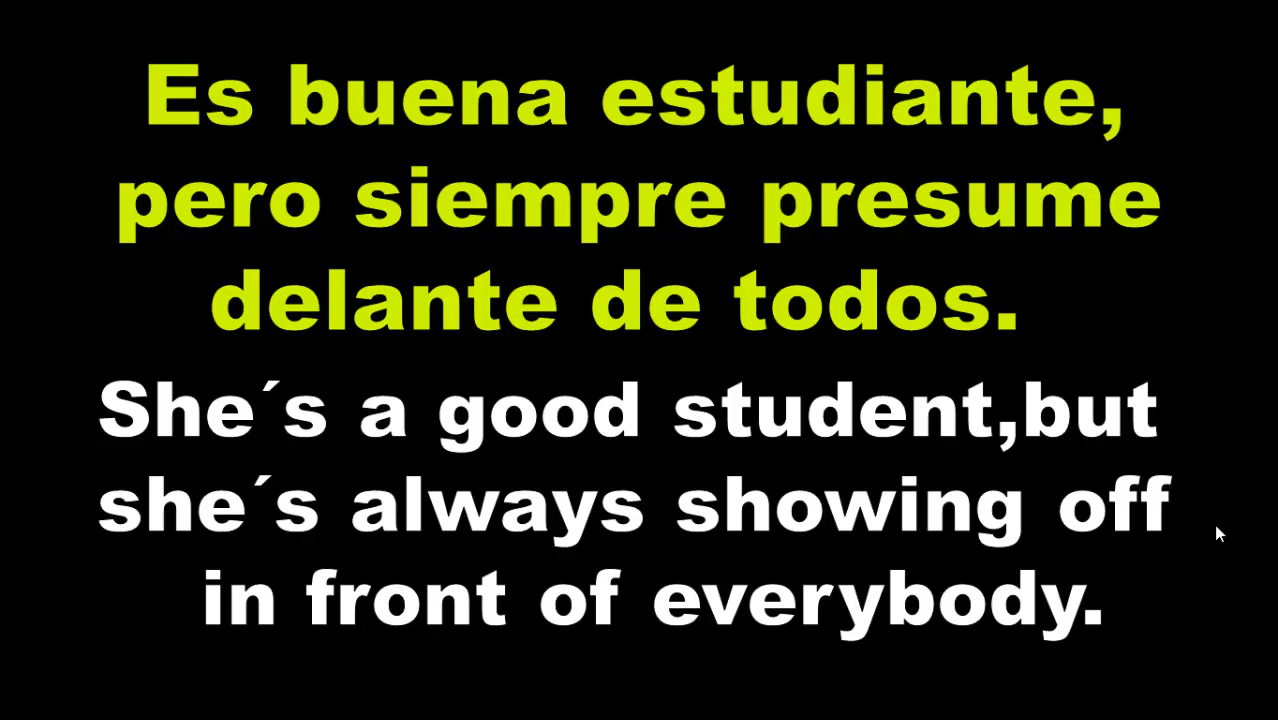 Es buena estudiante,
pero siempre presume
delante de todos.
She´s a good student,but
she´s always showing off
in front of everybody.